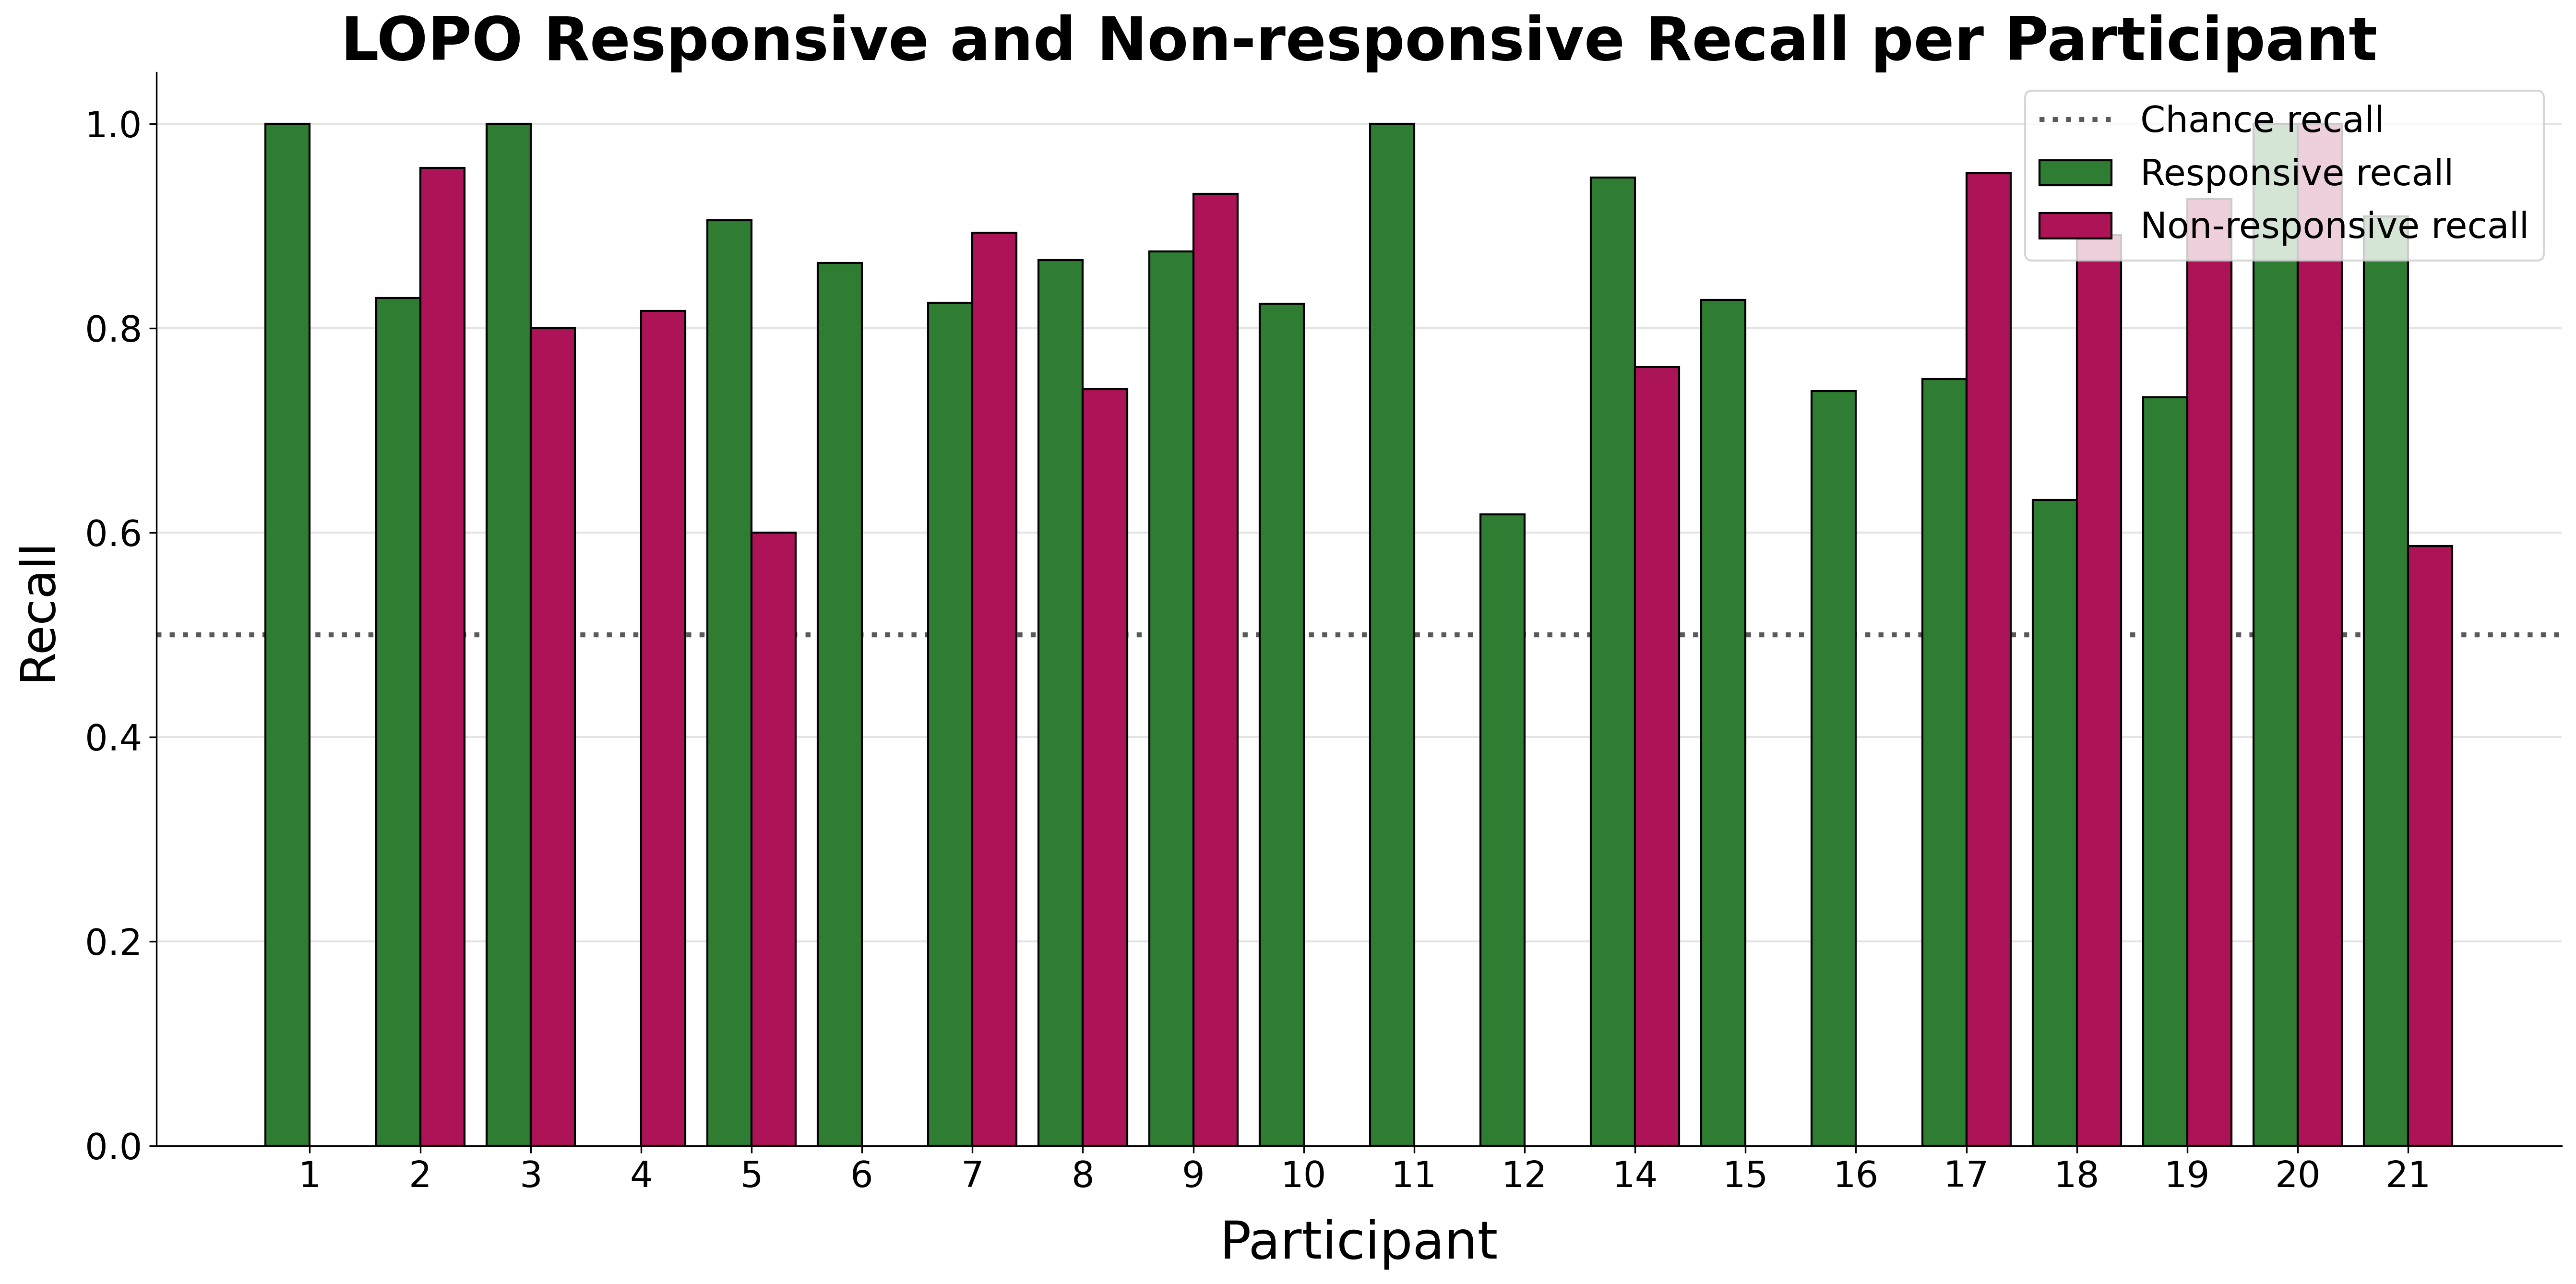 LOPO Responsive and Non-responsive Recall per Participant
Chance recall
Responsive recall
Non-responsive recall
1.0
0.8
0.6
0.4
0.2
0.0
Recall
1 2 3 4 5 6 7 8 9 10 11 12 14 15 16 17 18 19 20 21
Participant